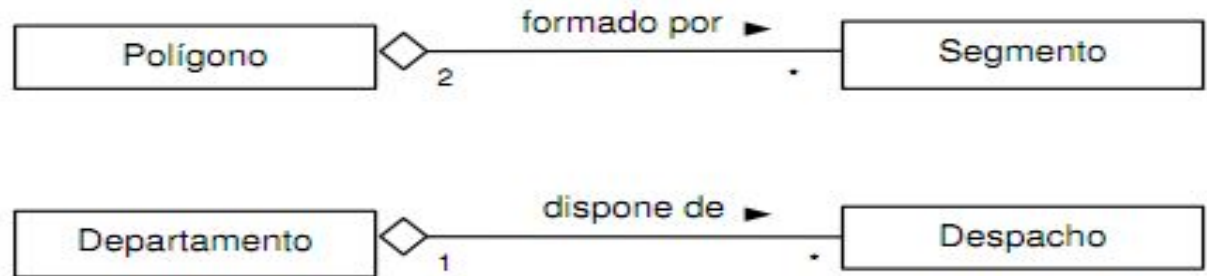 formado por ►
Polígono
Segmento
2
*
dispone de ►
Departamento
Despacho
1
*